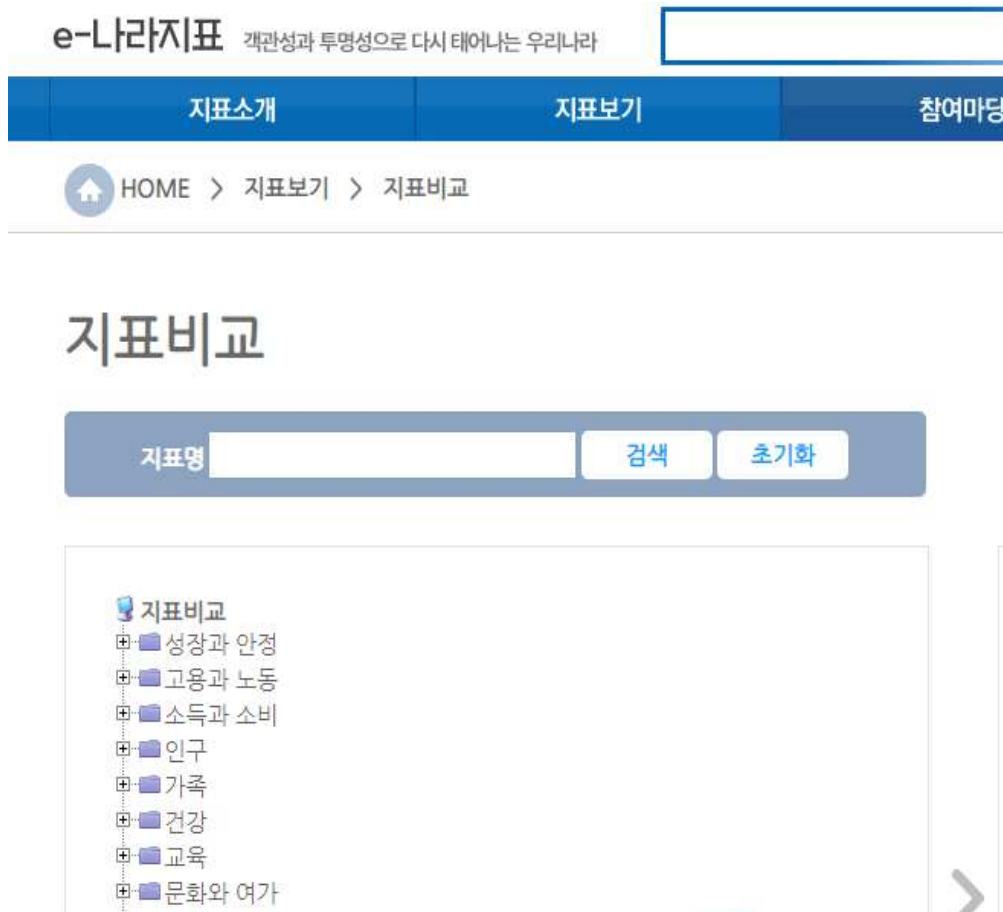 e-나라지표 객관성과 투명성으로 다시 태어나는 우리나라
지표소개 지표보기 참여마당
HOME > 지표보기 > 지표비교
지표비교
지표명 검색 초기화
지표비교
성장과 안정
고용과 노동
소득과 소비
인구
가족
건강
교육
문화와 여가